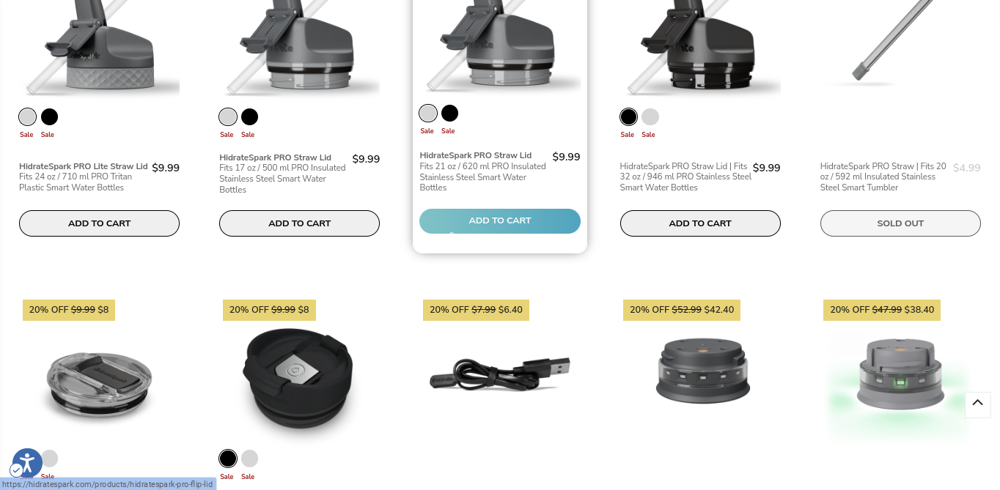 Sale Sale
Sale Sale
Sale Sale
Sale Sale
HidrateSpark PRO Lite Straw Lid $9.99
Fits 24 oz / 710 ml PRO Tritan
Plastic Smart Water Bottles
ADD TO CART
HidrateSpark PRO Straw Lid $9.99
Fits 17 oz / 500 ml PRO Insulated
Stainless Steel Smart Water
Bottles
ADD TO CART
HidrateSpark PRO Straw Lid $9.99
Fits 21 oz / 620 ml PRO Insulated
Stainless Steel Smart Water
Bottles
ADD TO CART
HidrateSpark PRO Straw Lid | Fits $9.99
32 oz / 946 ml PRO Stainless Steel
Smart Water Bottles
ADD TO CART
HidrateSpark PRO Straw | Fits 20 $4.99
oz / 592 ml Insulated Stainless
Steel Smart Tumbler
SOLD OUT
20% OFF $9.99 $8
20% OFF $9.99 $8
20% OFF $7.99 $6.40
20% OFF $52.99 $42.40
20% OFF $47.99 $38.40
Sale Sale
Sale Sale
https://hidratespark.com/products/hidratespark-pro-flip-lid